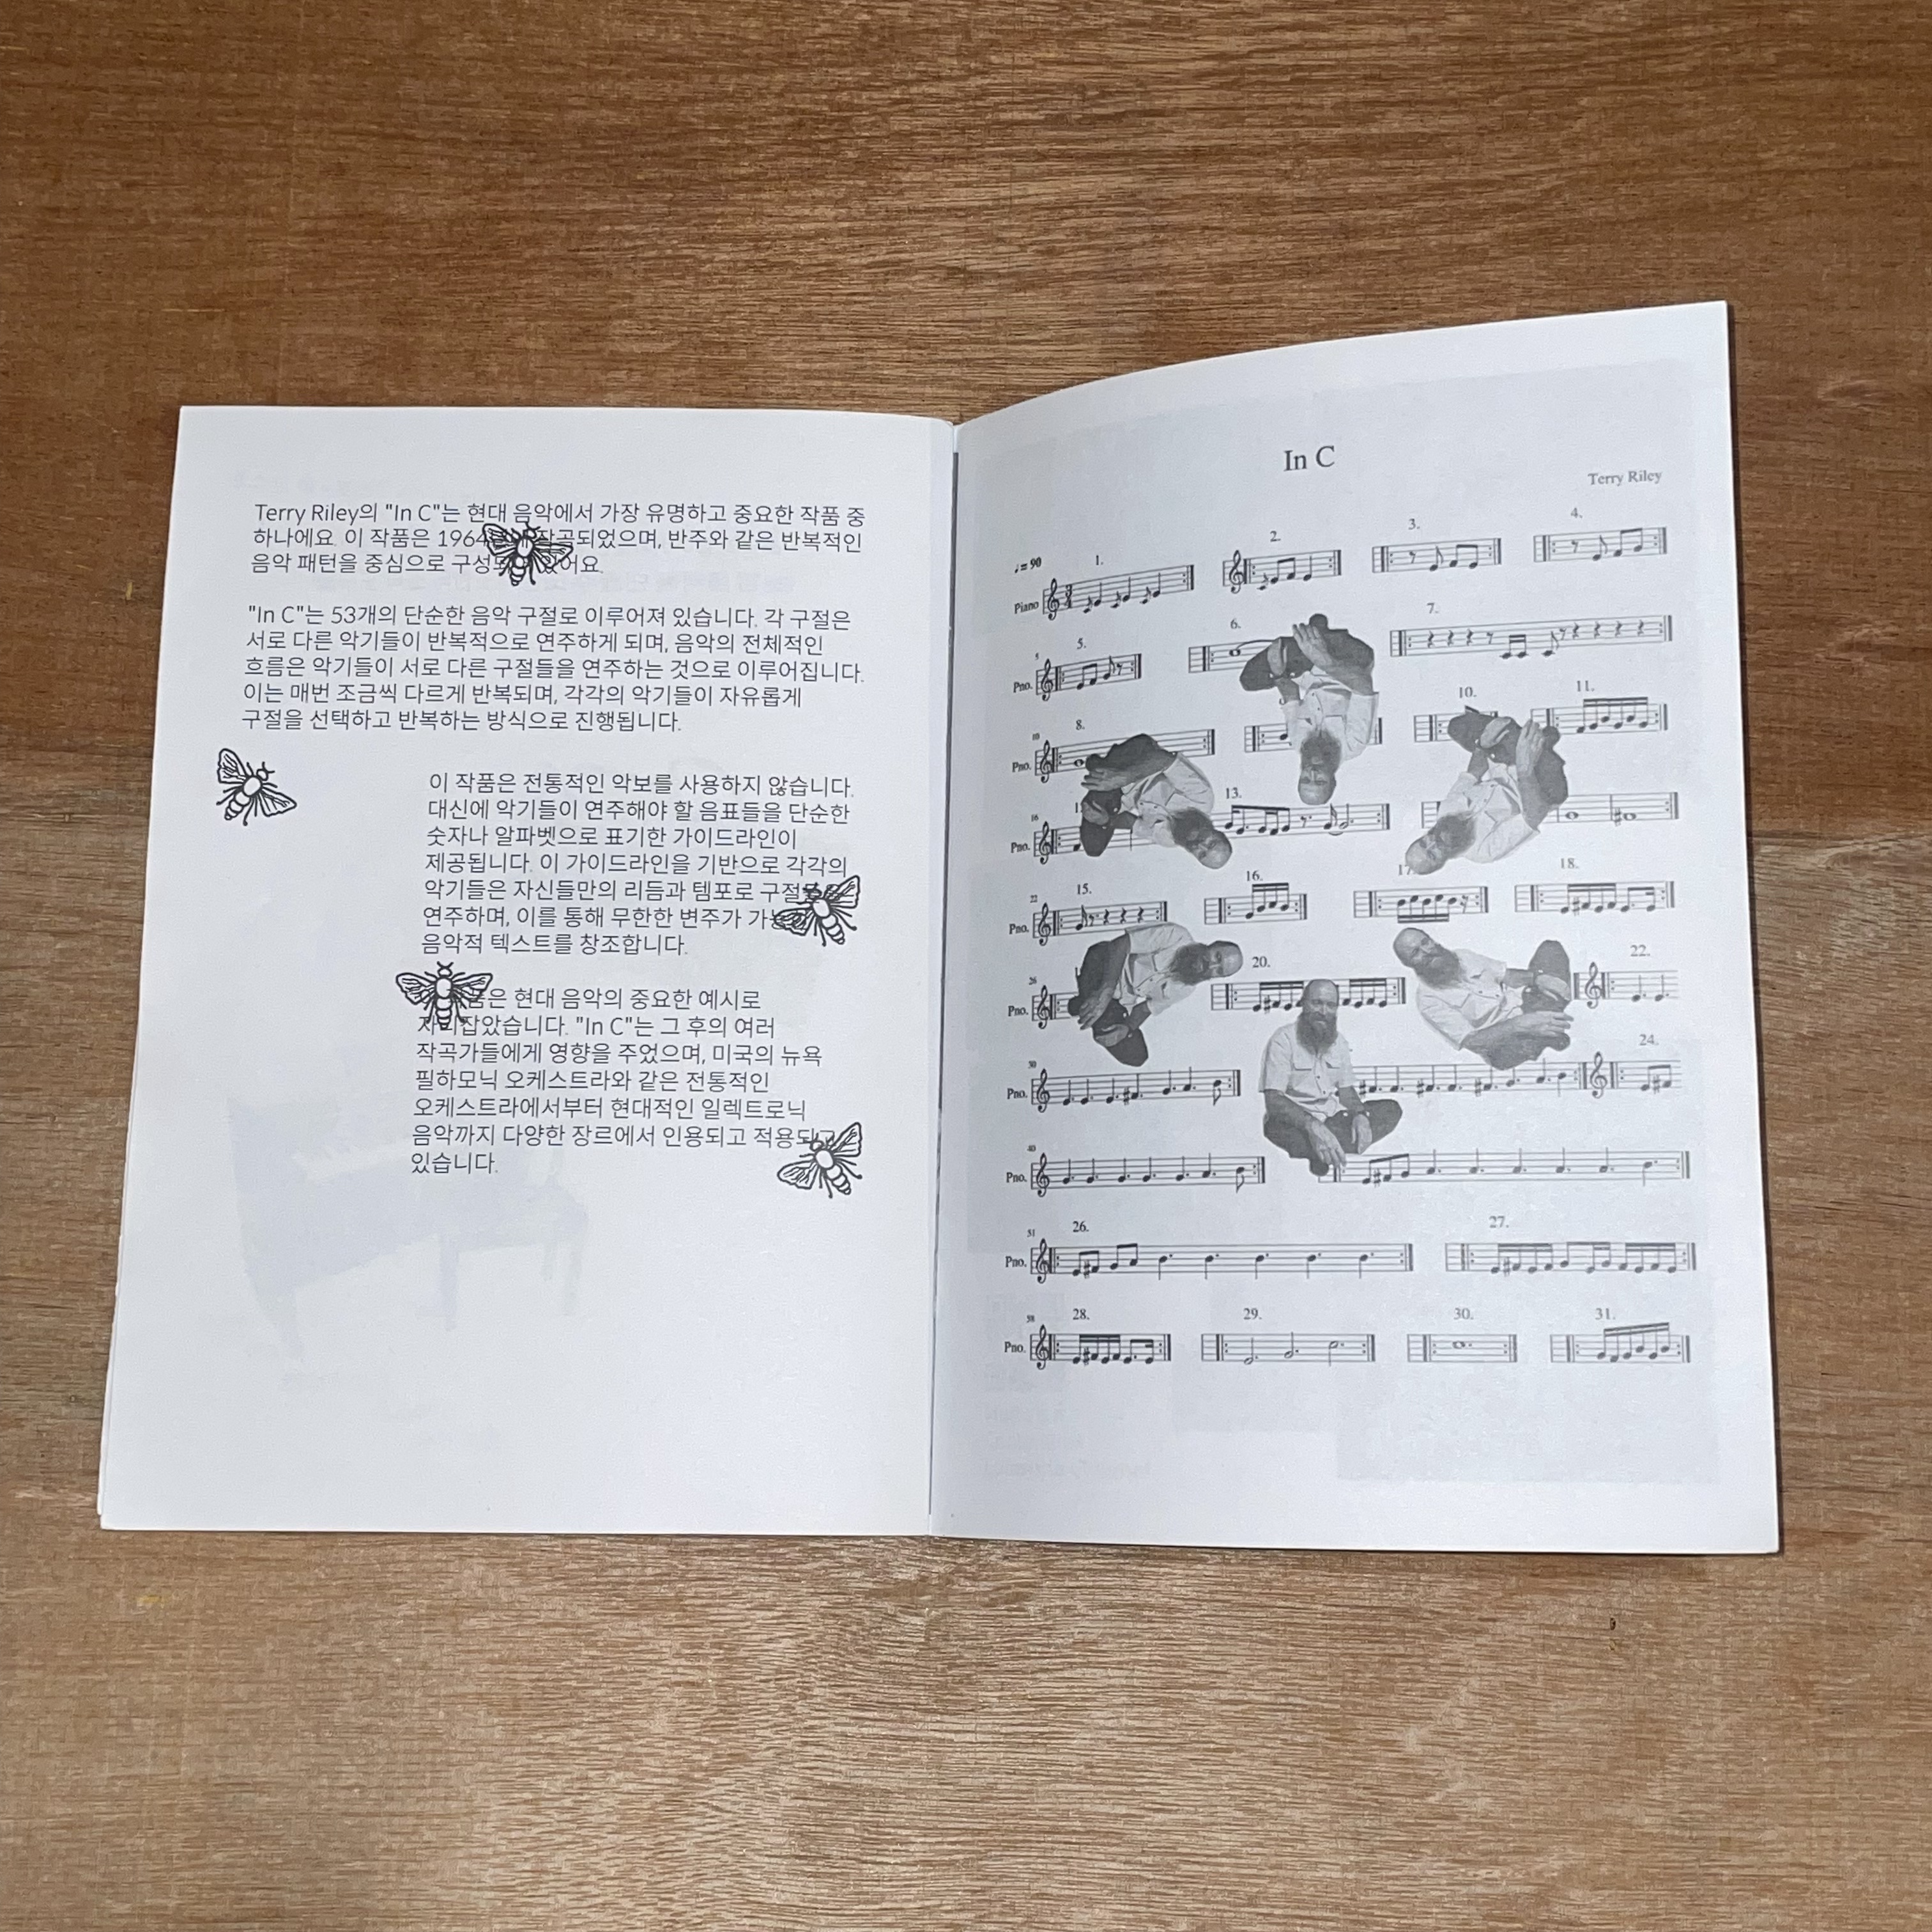 Terry Riley의 "In C"는 현대 음악에서 가장 유명하고 중요한 작품 중
하나에요. 이 작품은 1964 작곡되었으며, 반주와 같은 반복적인
음악 패턴을 중심으로 구성
"In C"는 53개의 단순한 음악 구절로 이루어져 있습니다. 각 구절은
서로 다른 악기들이 반복적으로 연주하게 되며, 음악의 전체적인
흐름은 악기들이 서로 다른 구절들을 연주하는 것으로 이루어집니다.
이는 매번 조금씩 다르게 반복되며, 각각의 악기들이 자유롭게
구절을 선택하고 반복하는 방식으로 진행됩니다.
이 작품은 전통적인 악보를 사용하지 않습니다.
대신에 악기들이 연주해야 할 음표들을 단순한
숫자나 알파벳으로 표기한 가이드라인이
제공됩니다. 이 가이드라인을 기반으로 각각의
악기들은 자신들만의 리듬과 템포로
연주하며, 이를 통해 무한한 변주가
음악적 텍스트를 창조합니다.
현대 음악의 중요한 예시로
자리잡았습니다. "In C"는 그 후의 여러
작곡가들에게 영향을 주었으며, 미국의 뉴욕
필하모닉 오케스트라와 같은 전통적인
오케스트라에서부터 현대적인 일렉트로닉
음악까지 다양한 장르에서 인용되고 적용되고
있습니다.
In C
Terry Riley
♩ = 90
1. 2. 3. 4.
Piano
5. 6. 7.
Pno.
8. 10. 11.
Pno.
13.
Pno.
15. 16. 18.
Pno.
20. 22.
Pno.
24.
Pno.
Pno.
26. 27.
Pno.
28. 29. 30. 31.
Pno.